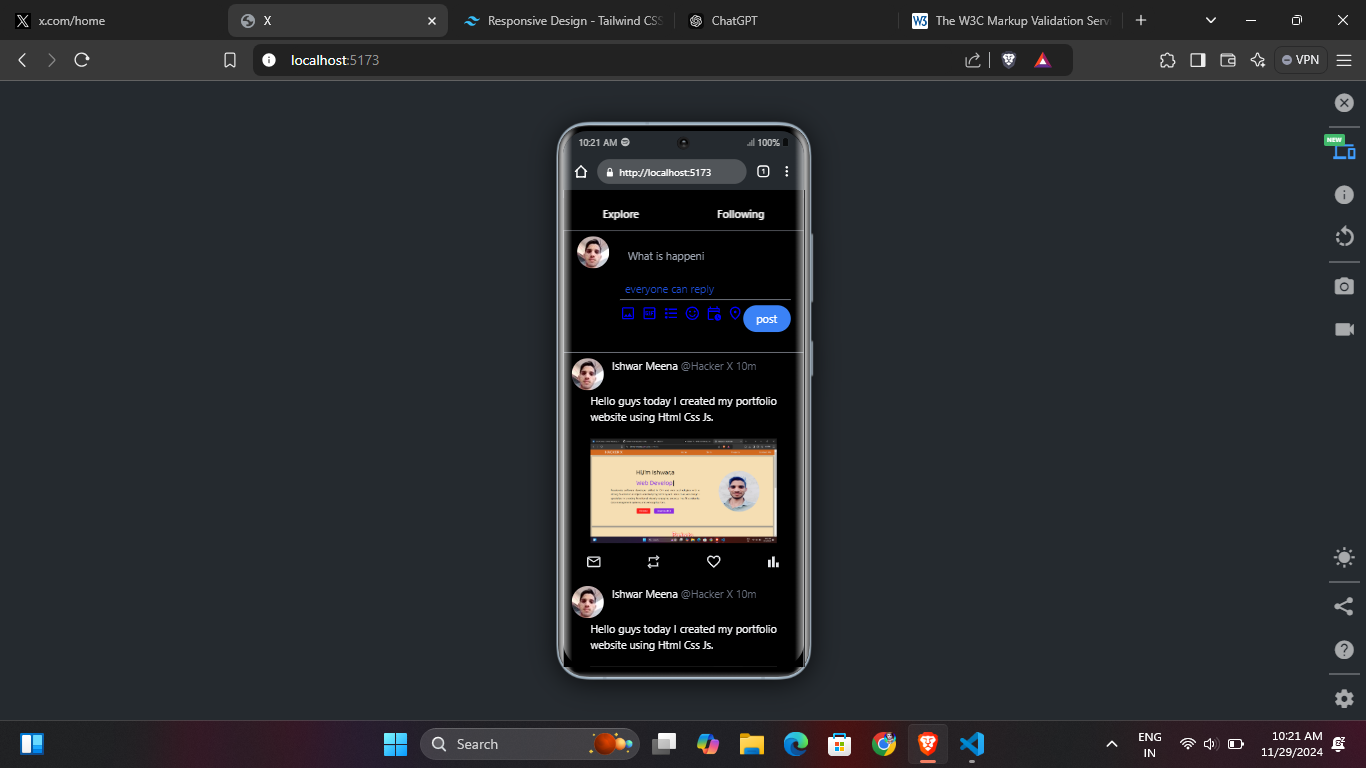 x.com/home
X
Responsive Design - Tailwind CSS
ChatGPT
The W3C Markup Validation Serv
localhost:5173
VPN
NEW
10:21 AM
100%
http://localhost:5173
1
Explore
Following
What is happeni
everyone can reply
post
Ishwar Meena @Hacker X 10m
Hello guys today I created my portfolio
website using Html Css Js.
Hi,I'm Ishwara
Web Develop
Ishwar Meena @Hacker X 10m
Hello guys today I created my portfolio
website using Html Css Js.
Search
ENG
IN
10:21 AM
11/29/2024